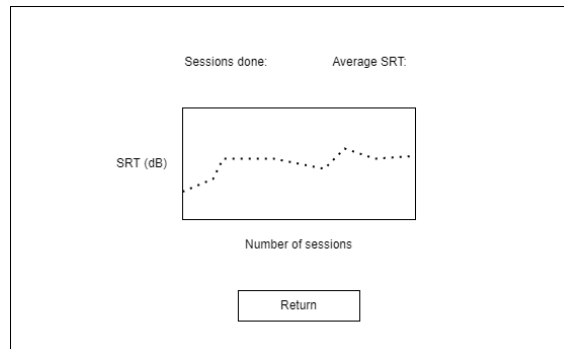 Sessions done: Average SRT:
SRT (dB)
Number of sessions
Return